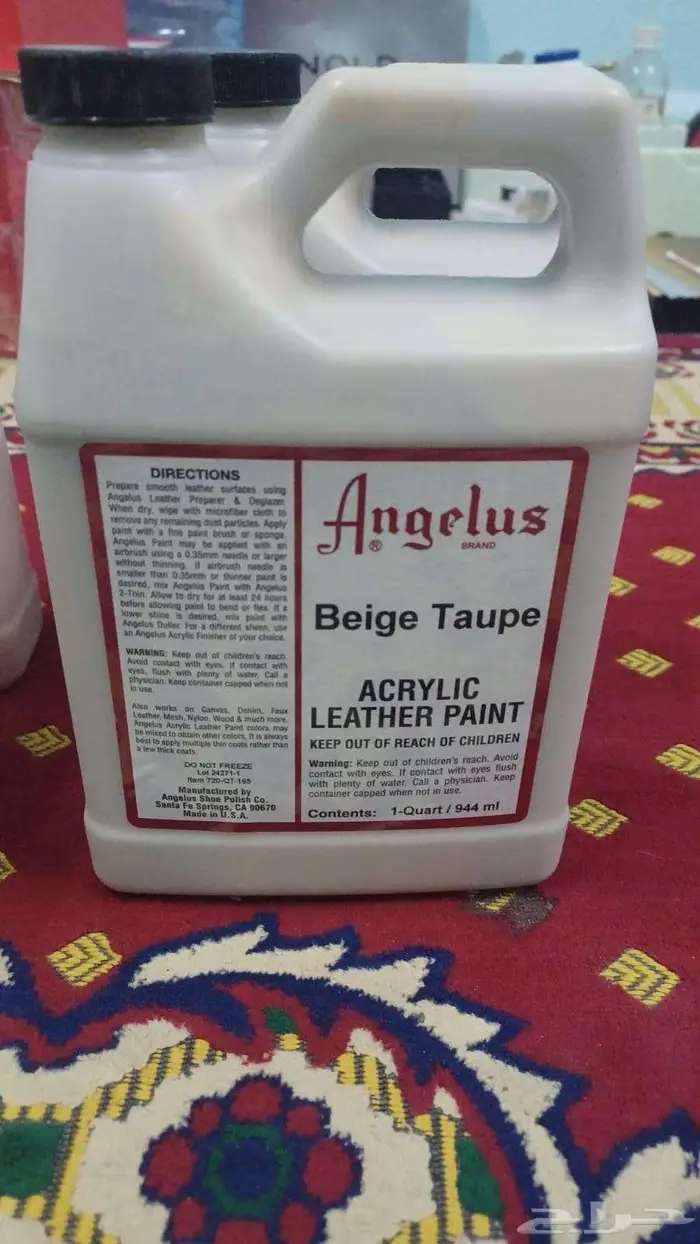 NOLD
DIRECTIONS
Prepare smooth leather surfaces using
Angelus Leather Preparer & Deglazer.
When dry, wipe with microfiber cloth to
remove any remaining dust particles. Apply
paint with a fine paint brush or sponge.
Angelus Paint may be applied with an
airbrush using a 0.35mm needle or larger
without thinning. If airbrush needle is
smaller than 0.35mm or thinner paint is
desired, mix Angelus Paint with Angelus
2-Thin. Allow to dry for at least 24 hours
before allowing paint to bend or flex. If a
lower shine is desired, mix paint with
Angelus Duller. For a different sheen, use
an Angelus Acrylic Finisher of your choice.
WARNING: Keep out of children's reach.
Avoid contact with eyes. If contact with
eyes, flush with plenty of water. Call a
physician. Keep container capped when not
in use.
Also works on Canvas, Denim, Faux
Leather, Mesh, Nylon, Wood & much more.
Angelus Acrylic Leather Paint colors may
be mixed to obtain other colors. It is always
best to apply multiple thin coats rather than
a few thick coats.
DO NOT FREEZE
Lot 24271-1
Item 720-QT-165
Manufactured by
Angelus Shoe Polish Co.
Santa Fe Springs, CA 90670
Made in U.S.A.
Angelus
® BRAND
Beige Taupe
ACRYLIC
LEATHER PAINT
KEEP OUT OF REACH OF CHILDREN
Warning: Keep out of children's reach. Avoid
contact with eyes. If contact with eyes flush
with plenty of water. Call a physician. Keep
container capped when not in use.
Contents: 1-Quart / 944 ml
حراج